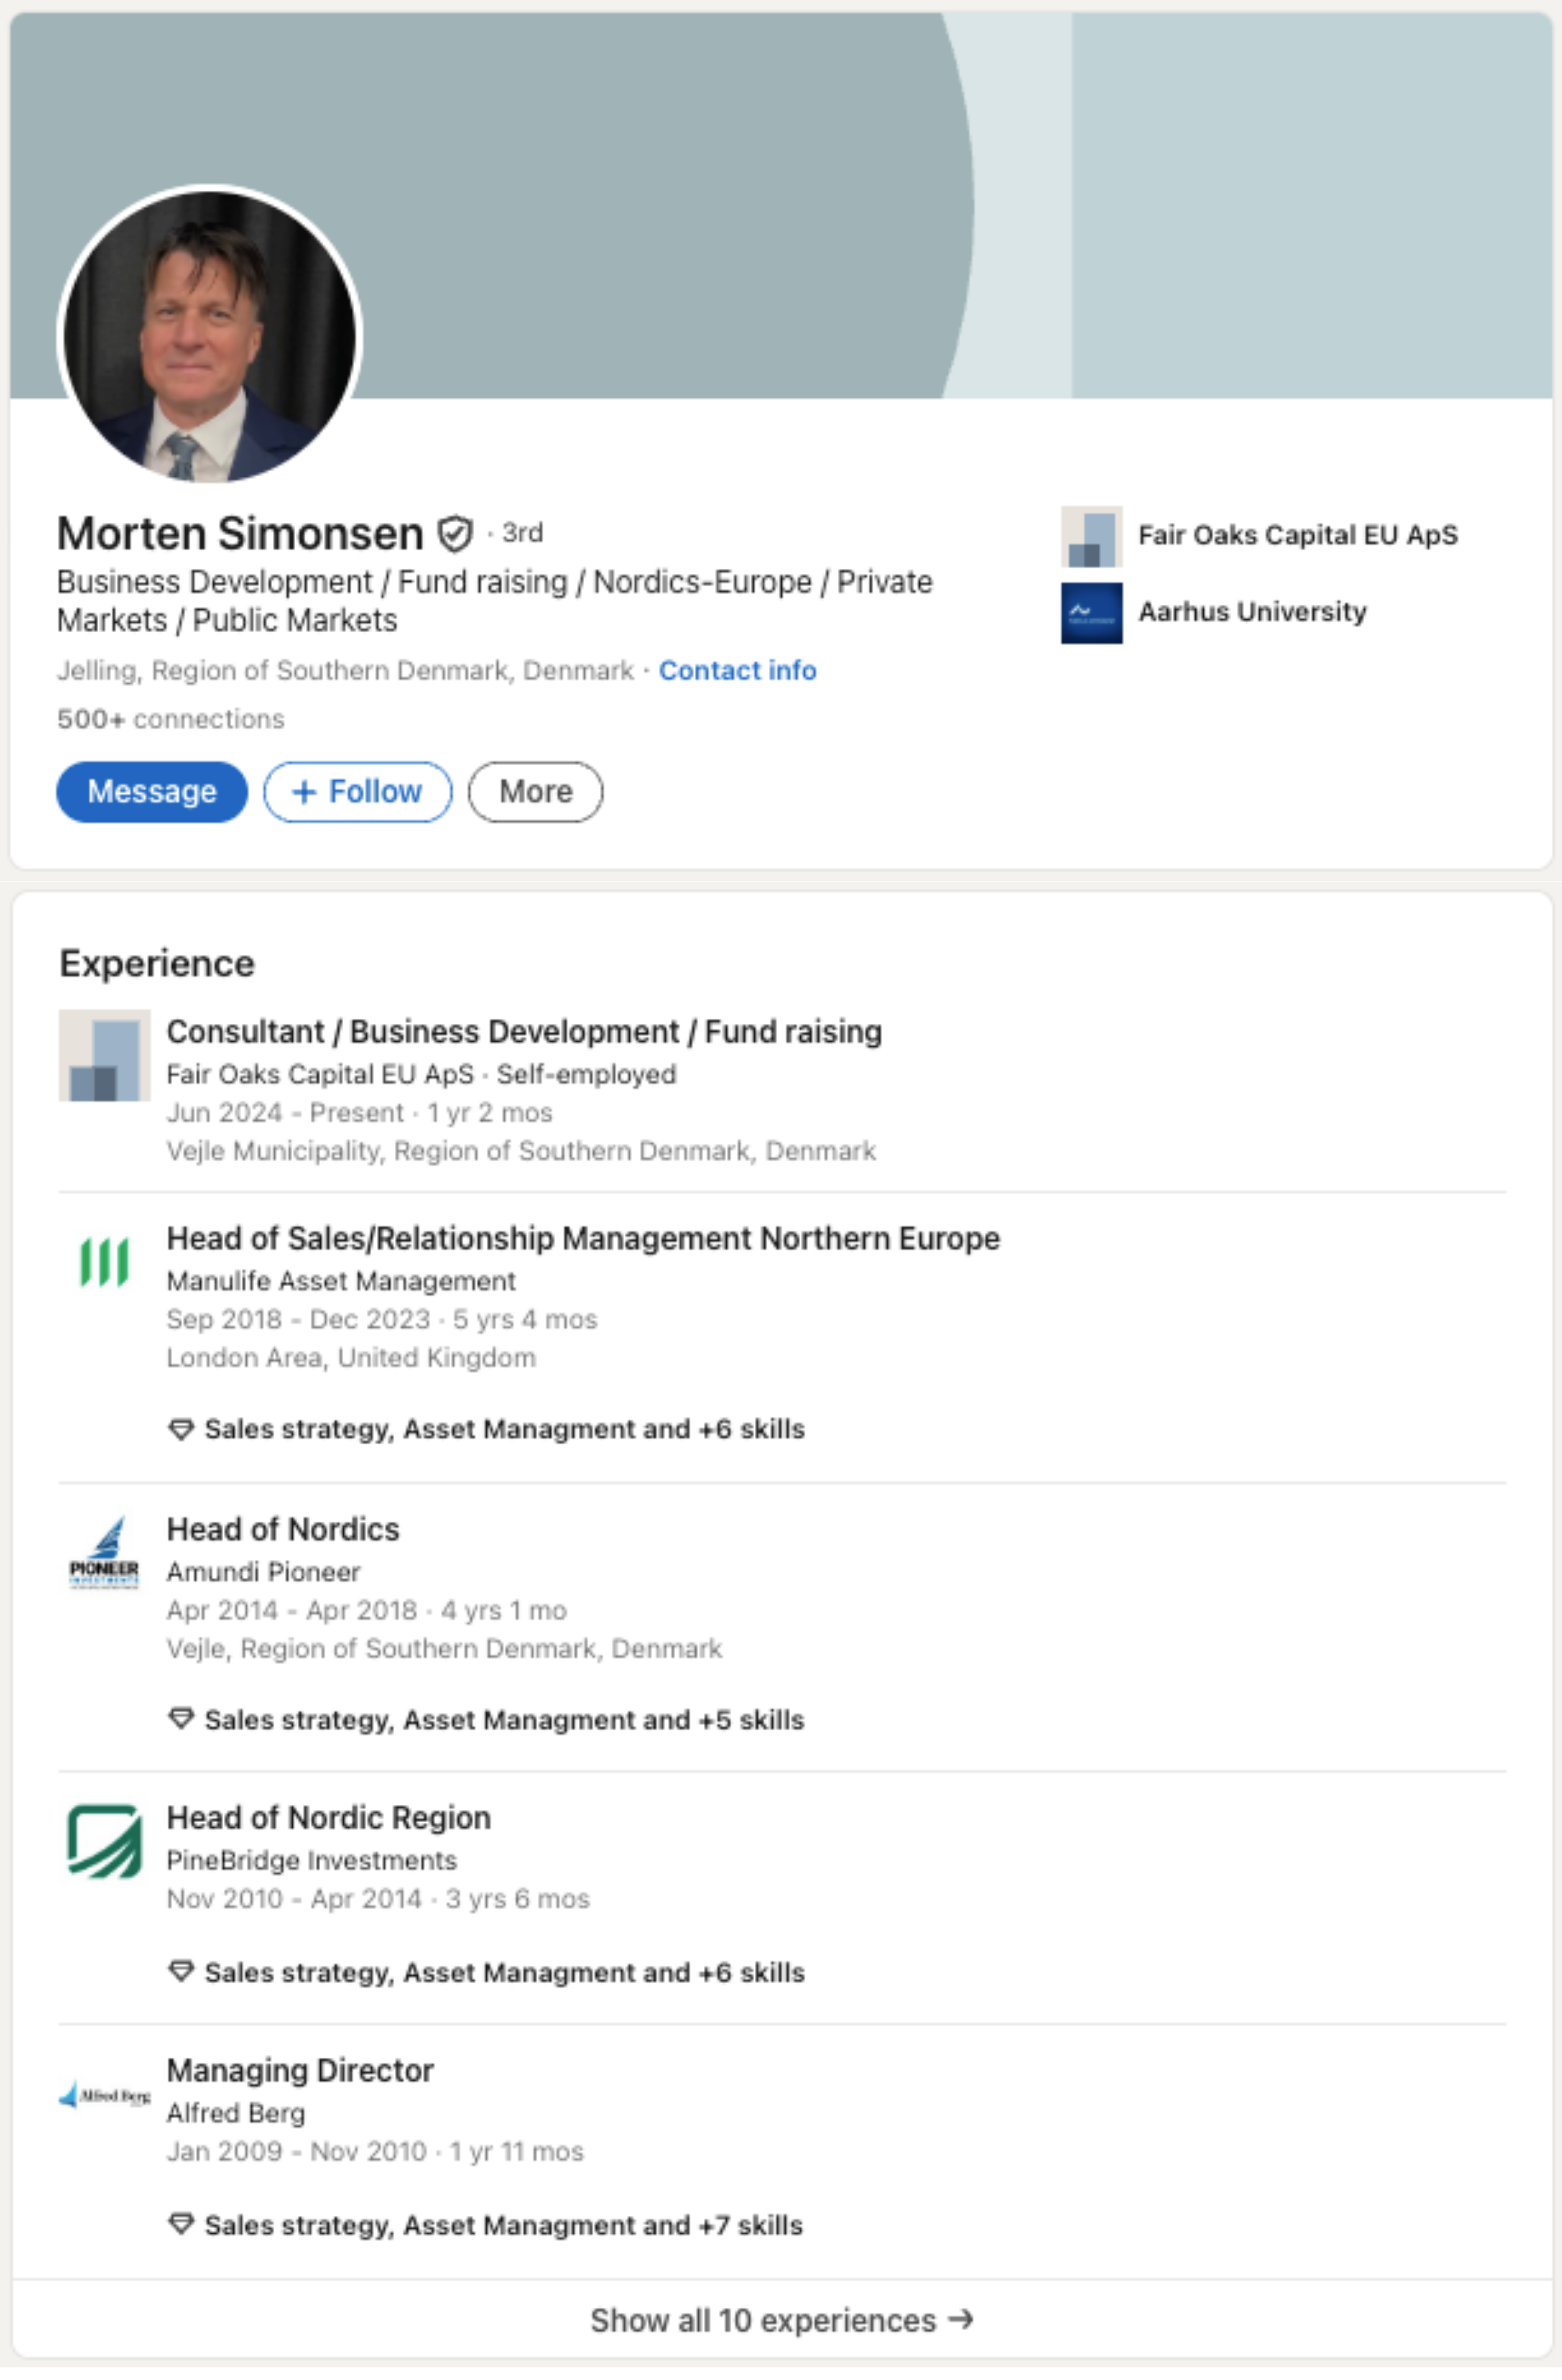 Morten Simonsen · 3rd
Business Development / Fund raising / Nordics-Europe / Private
Markets / Public Markets
Jelling, Region of Southern Denmark, Denmark · Contact info
500+ connections
Message
+ Follow
More
Fair Oaks Capital EU ApS
Aarhus University
Experience
Consultant / Business Development / Fund raising
Fair Oaks Capital EU ApS · Self-employed
Jun 2024 - Present · 1 yr 2 mos
Vejle Municipality, Region of Southern Denmark, Denmark
Head of Sales/Relationship Management Northern Europe
Manulife Asset Management
Sep 2018 - Dec 2023 · 5 yrs 4 mos
London Area, United Kingdom
Sales strategy, Asset Managment and +6 skills
PIONEER
INVESTMENTS
Head of Nordics
Amundi Pioneer
Apr 2014 - Apr 2018 · 4 yrs 1 mo
Vejle, Region of Southern Denmark, Denmark
Sales strategy, Asset Managment and +5 skills
Head of Nordic Region
PineBridge Investments
Nov 2010 - Apr 2014 · 3 yrs 6 mos
Sales strategy, Asset Managment and +6 skills
Alfred Berg
Managing Director
Alfred Berg
Jan 2009 - Nov 2010 · 1 yr 11 mos
Sales strategy, Asset Managment and +7 skills
Show all 10 experiences →